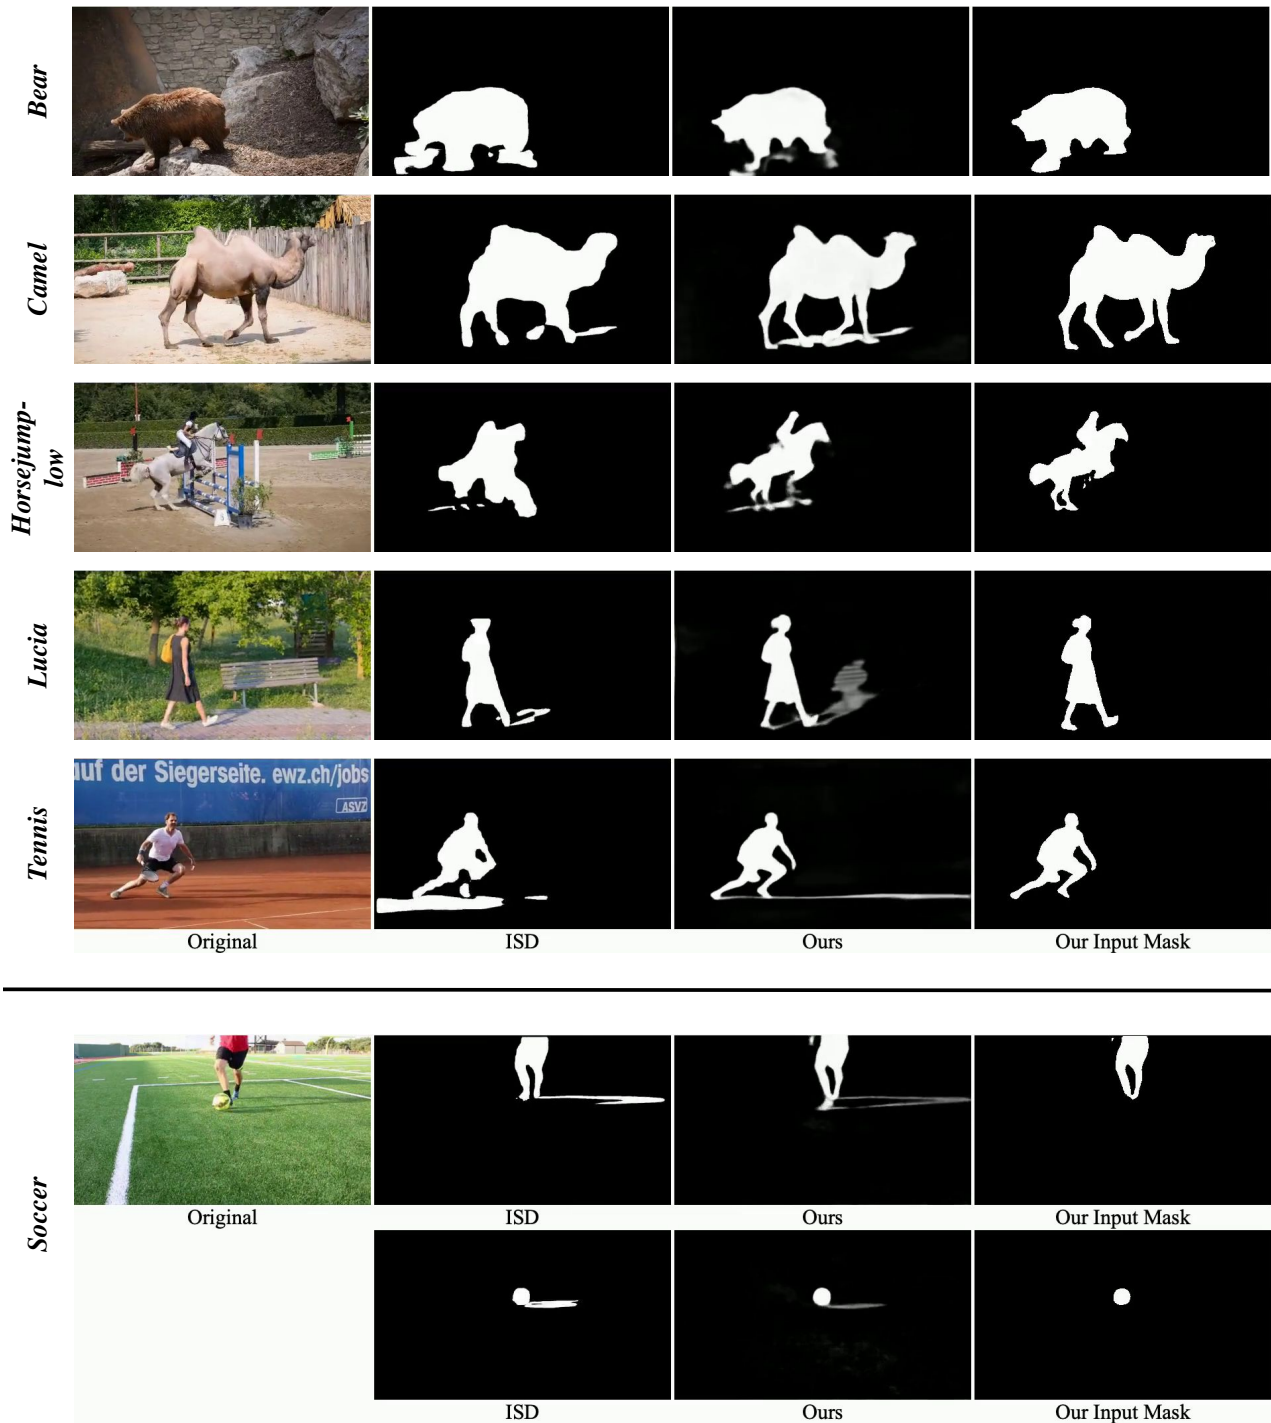 Bear
Camel
Horsejump-
low
Lucia
auf der Siegerseite. ewz.ch/jobs
ASVZ
Tennis
Original
ISD
Ours
Our Input Mask
Soccer
Original
ISD
Ours
Our Input Mask
ISD
Ours
Our Input Mask